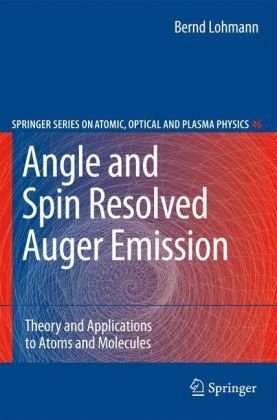 Bernd Lohmann
SPRINGER SERIES ON ATOMIC, OPTICAL AND PLASMA PHYSICS 46
Angle and
Spin Resolved
Auger Emission
Theory and Applications
to Atoms and Molecules
Springer